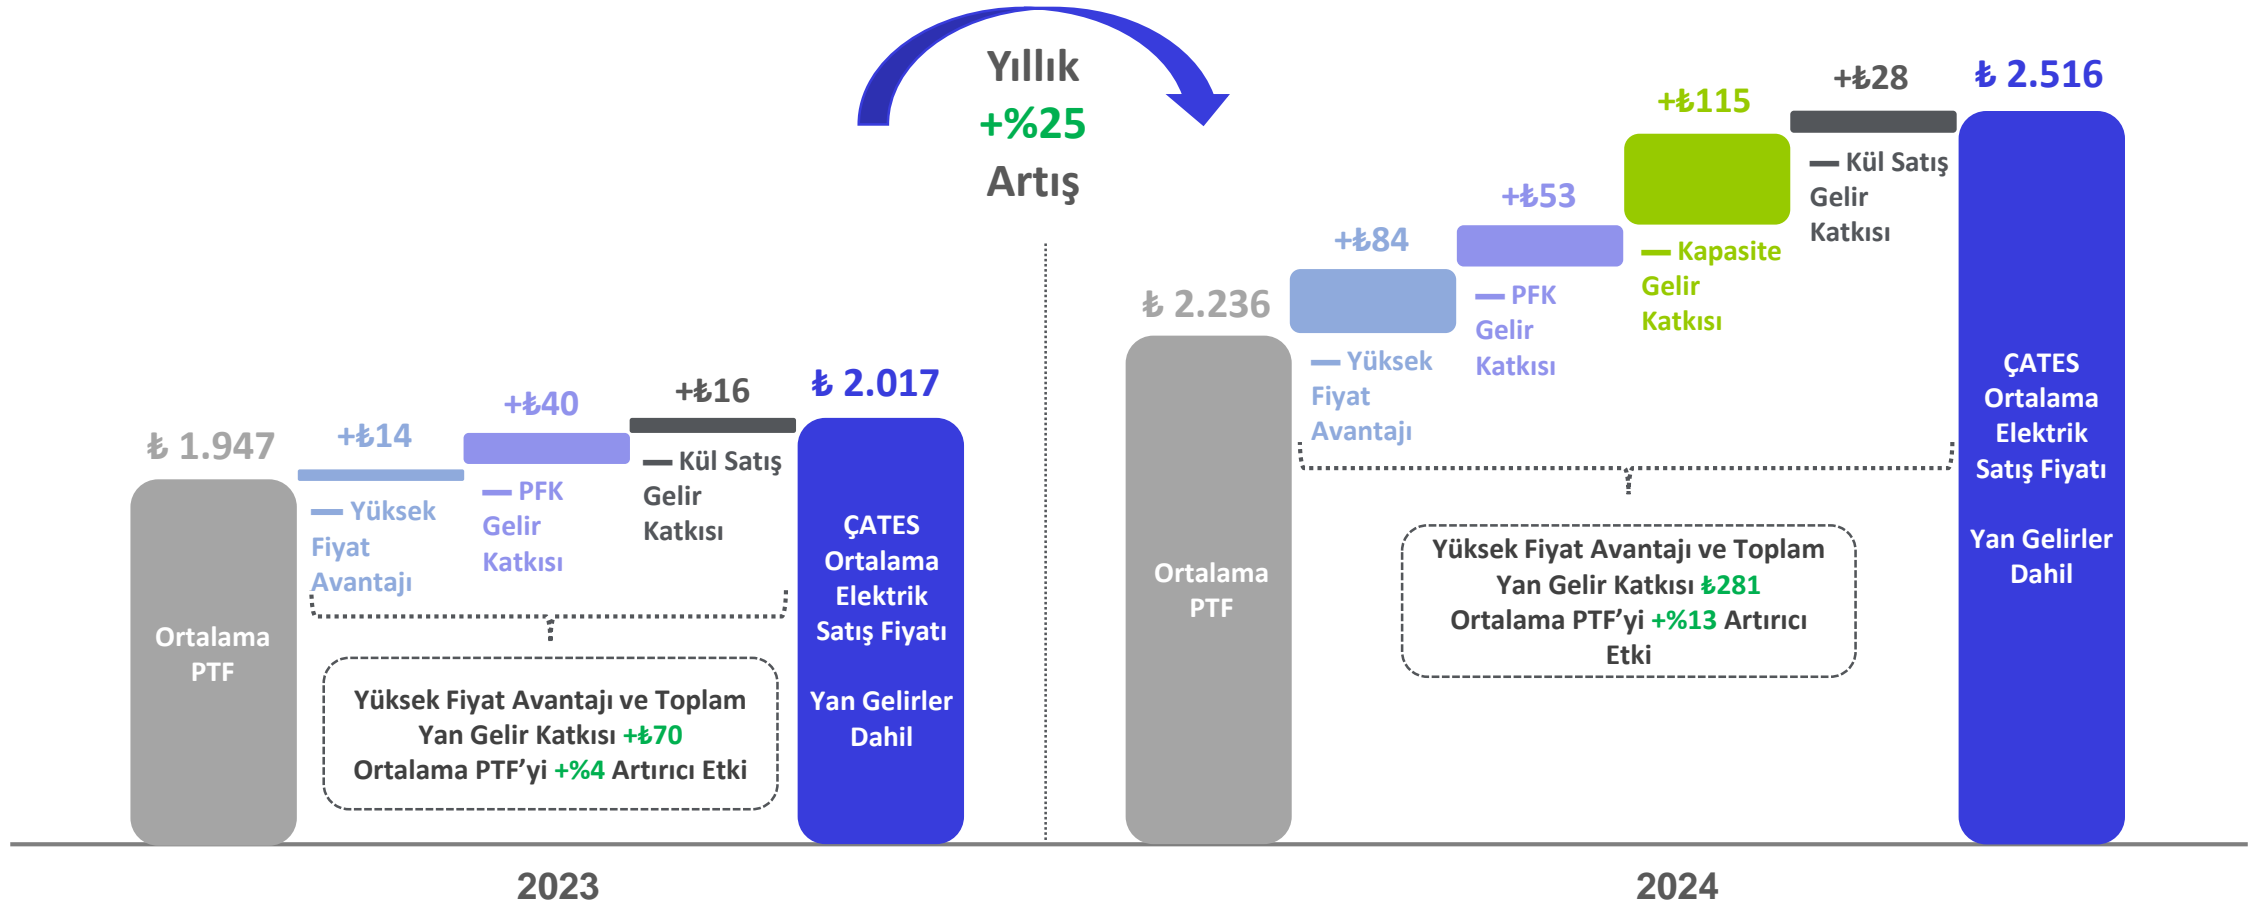 Yıllık
+%25
Artış
₺ 1.947
Ortalama
PTF
+₺14
Yüksek
Fiyat
Avantajı
+₺40
PFK
Gelir
Katkısı
+₺16
Kül Satış
Gelir
Katkısı
₺ 2.017
ÇATES
Ortalama
Elektrik
Satış Fiyatı
Yan Gelirler
Dahil
Yüksek Fiyat Avantajı ve Toplam
Yan Gelir Katkısı +₺70
Ortalama PTF’yi +%4 Artırıcı Etki
2023
₺ 2.236
Ortalama
PTF
+₺84
Yüksek
Fiyat
Avantajı
+₺53
PFK
Gelir
Katkısı
+₺115
Kapasite
Gelir
Katkısı
+₺28
Kül Satış
Gelir
Katkısı
₺ 2.516
ÇATES
Ortalama
Elektrik
Satış Fiyatı
Yan Gelirler
Dahil
Yüksek Fiyat Avantajı ve Toplam
Yan Gelir Katkısı ₺281
Ortalama PTF’yi +%13 Artırıcı
Etki
2024